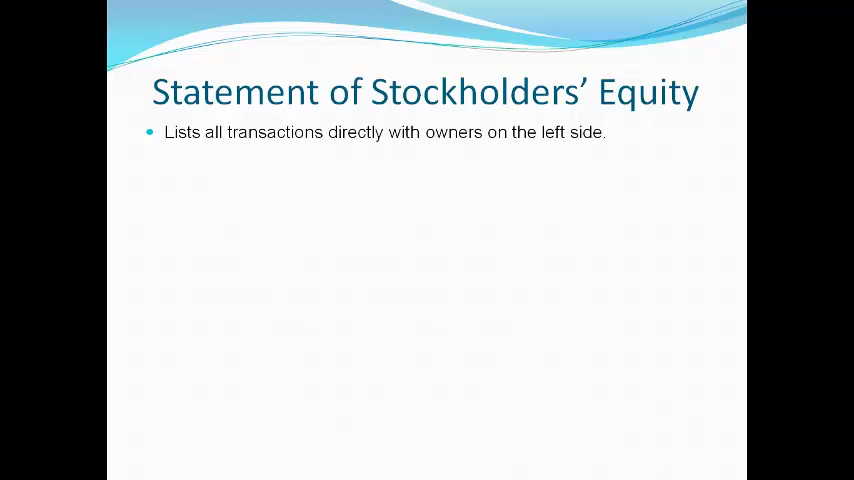 Statement of Stockholders’ Equity
• Lists all transactions directly with owners on the left side.